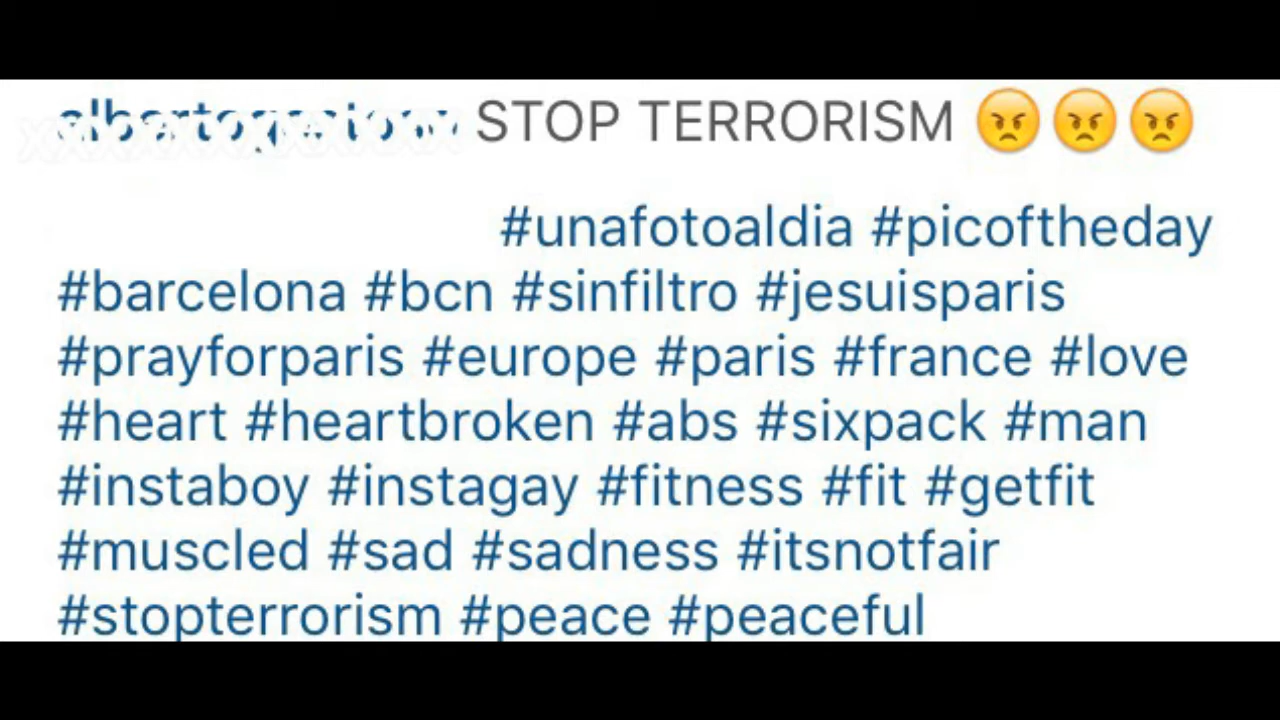 STOP TERRORISM 😠😠😠
#unafotoaldia #picoftheday
#barcelona #bcn #sinfiltro #jesuisparis
#prayforparis #europe #paris #france #love
#heart #heartbroken #abs #sixpack #man
#instaboy #instagay #fitness #fit #getfit
#muscled #sad #sadness #itsnotfair
#stopterrorism #peace #peaceful